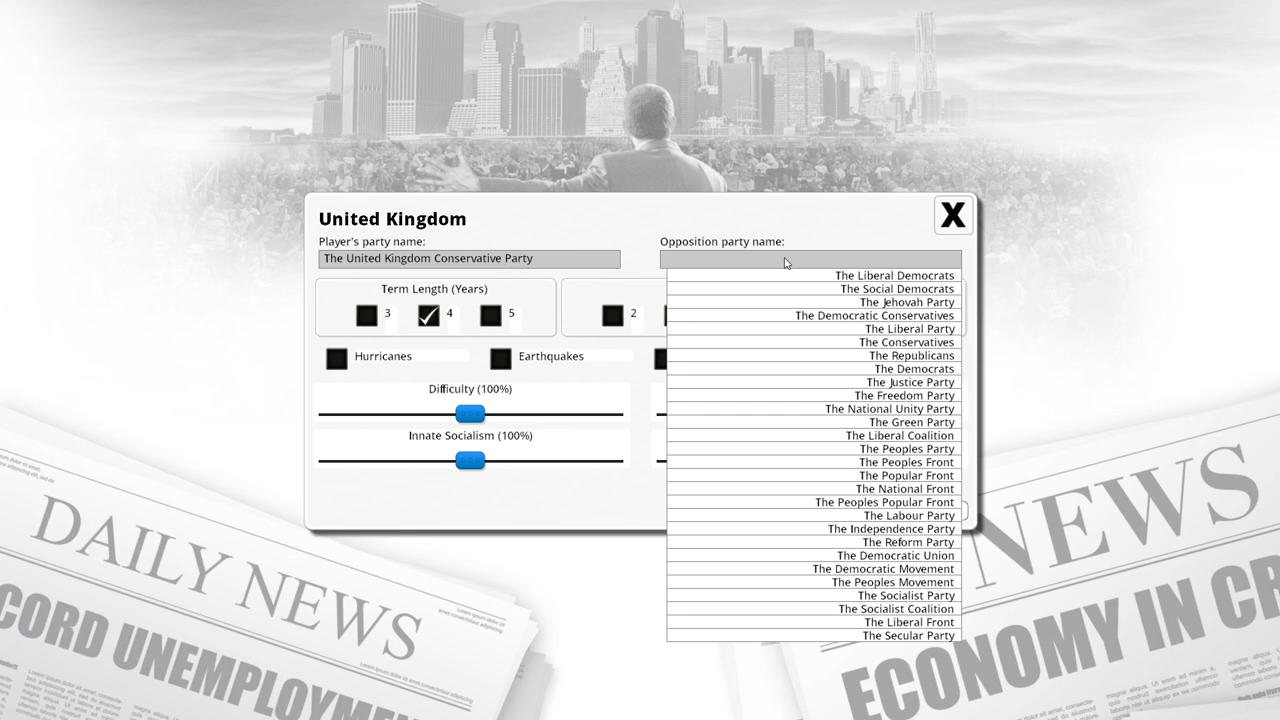 United Kingdom
X
Player's party name:
The United Kingdom Conservative Party
Opposition party name:
Term Length (Years)
3
4
5
2
Hurricanes
Earthquakes
Difficulty (100%)
Innate Socialism (100%)
The Liberal Democrats
The Social Democrats
The Jehovah Party
The Democratic Conservatives
The Liberal Party
The Conservatives
The Republicans
The Democrats
The Justice Party
The Freedom Party
The National Unity Party
The Green Party
The Liberal Coalition
The Peoples Party
The Peoples Front
The Popular Front
The National Front
The Peoples Popular Front
The Labour Party
The Independence Party
The Reform Party
The Democratic Union
The Democratic Movement
The Peoples Movement
The Socialist Party
The Socialist Coalition
The Liberal Front
The Secular Party
DAILY NEWS
CORD UNEMPLOYME
NEWS
ECONOMY IN CR